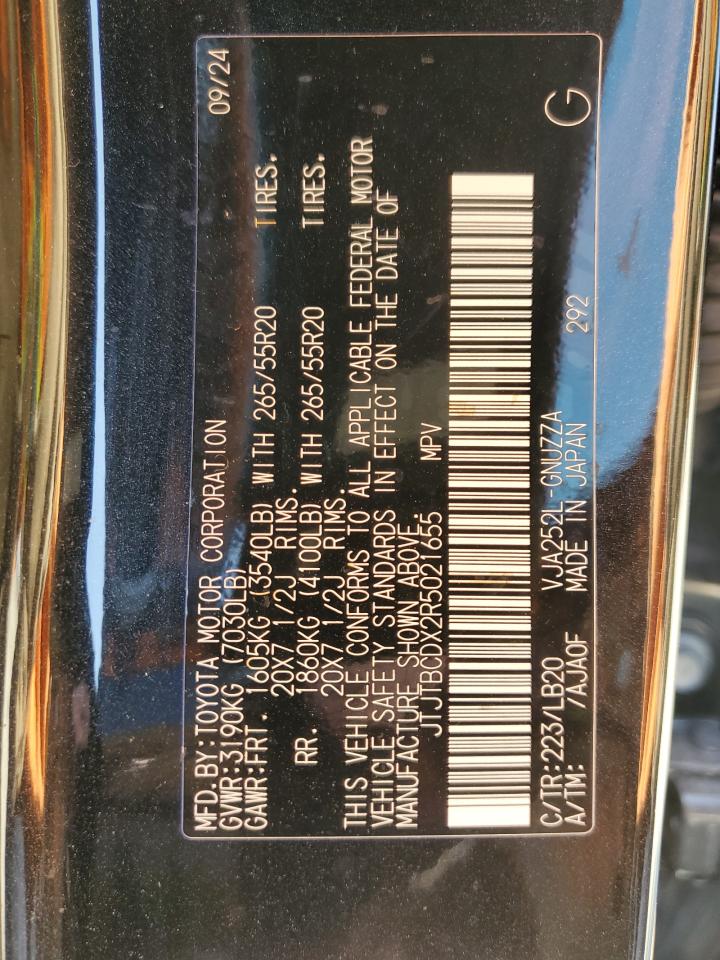 MFD.BY:TOYOTA MOTOR CORPORATION 09/24
GVWR:3190KG (7030LB)
GAWR:FRT. 1605KG (3540LB) WITH 265/55R20 TIRES.
20X7 1/2J RIMS.
RR. 1860KG (4100LB) WITH 265/55R20 TIRES.
20X7 1/2J RIMS.
THIS VEHICLE CONFORMS TO ALL APPLICABLE FEDERAL MOTOR
VEHICLE SAFETY STANDARDS IN EFFECT ON THE DATE OF
MANUFACTURE SHOWN ABOVE.
JTJTBCDX2R5021655 MPV
C/TR:223/LB20 VJA252L-GNUZZA G
A/TM: /AJA0F MADE IN JAPAN 292